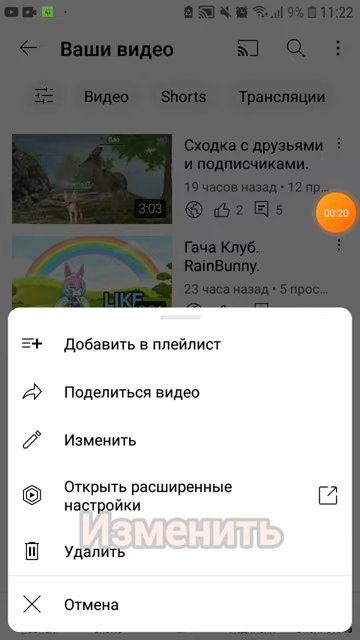 9% 11:22
Ваши видео
Видео
Shorts
Трансляции
Сходка с друзьями
и подписчиками.
19 часов назад • 12 пр...
2
5
3:03
00:20
Гача Клуб.
RainBunny.
23 часа назад • 5 прос...
LIKE
Добавить в плейлист
Поделиться видео
Изменить
Открыть расширенные
настройки
Изменить
Удалить
Отмена